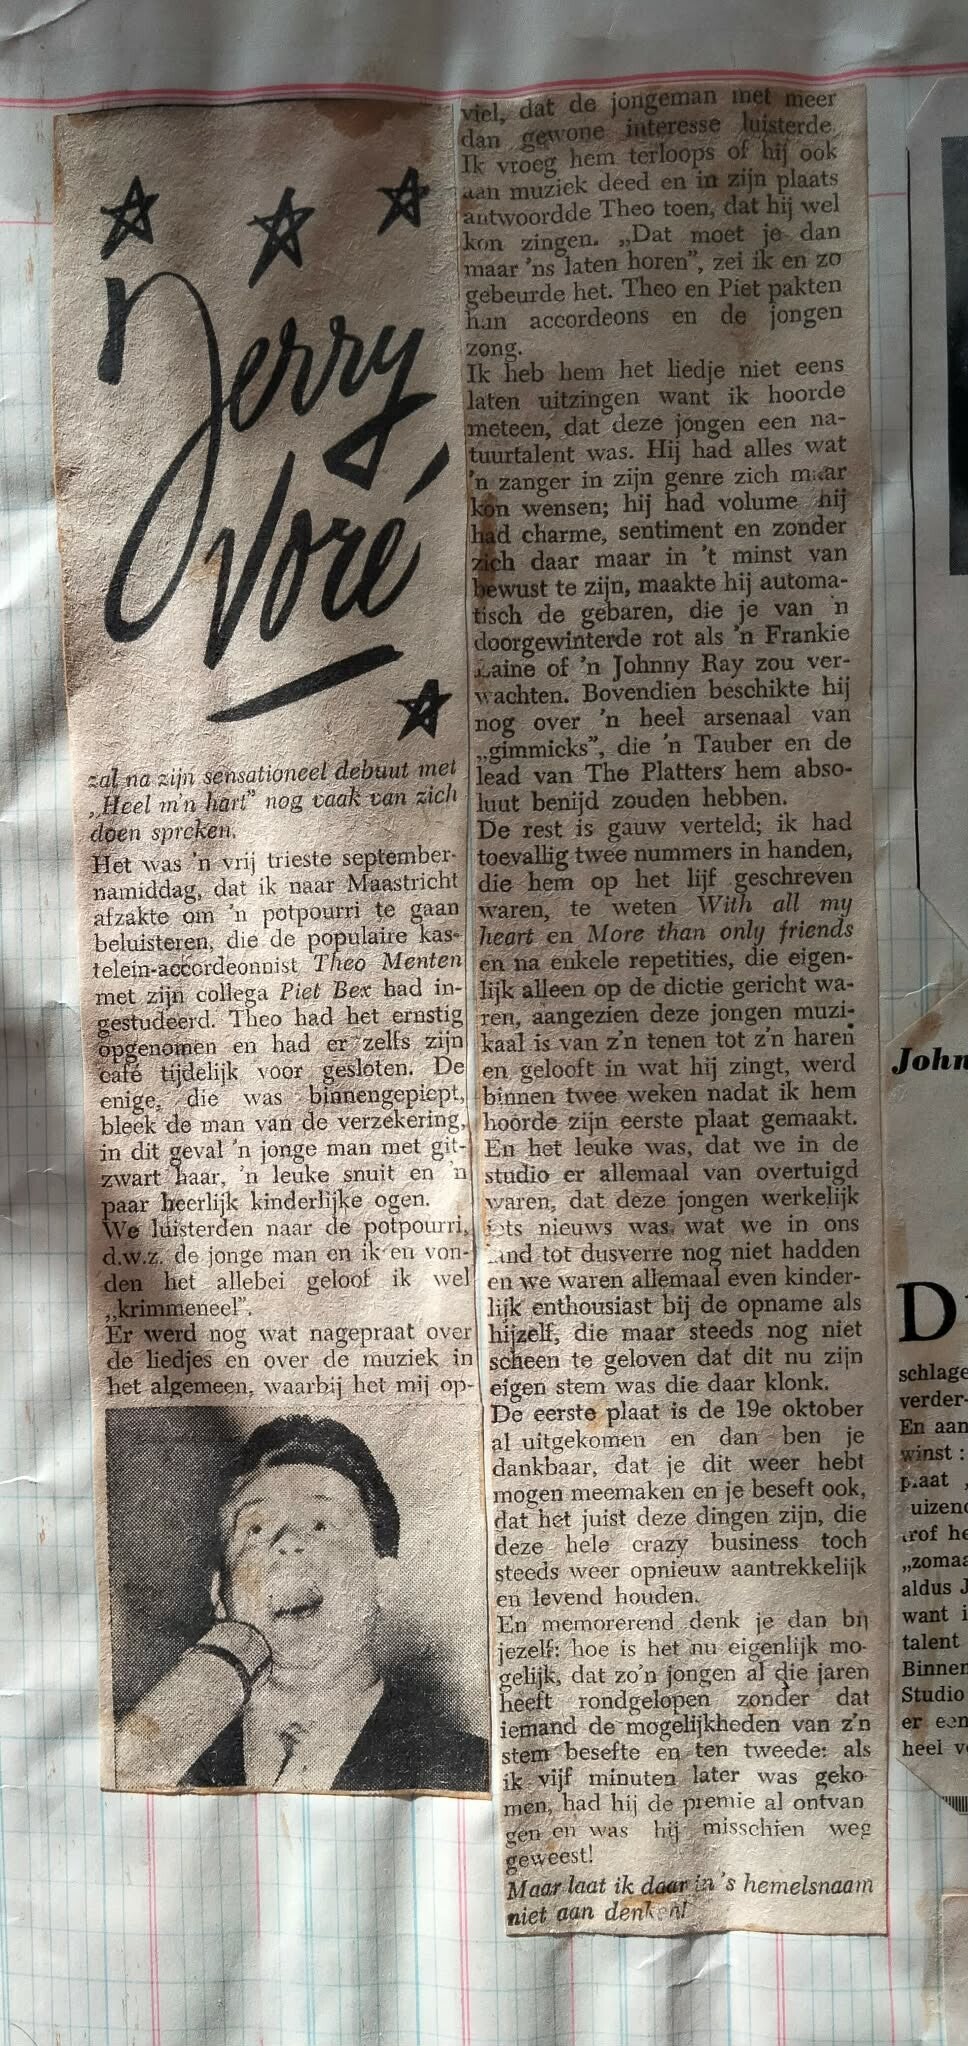 Jerry
Voré
zal na zijn sensationeel debuut met
„Heel m'n hart" nog vaak van zich
doen spreken.
Het was 'n vrij trieste september-
namiddag, dat ik naar Maastricht
afzakte om 'n potpourri te gaan
beluisteren, die de populaire kas-
telein-accordeonnist Theo Menten
met zijn collega Piet Bex had in-
gestudeerd. Theo had het ernstig
opgenomen en had er zelfs zijn
café tijdelijk voor gesloten. De
enige, die was binnengepiept,
bleek de man van de verzekering,
in dit geval 'n jonge man met git-
zwart haar, 'n leuke snuit en 'n
paar heerlijk kinderlijke ogen.
We luisterden naar de potpourri,
d.w.z. de jonge man en ik en von-
den het allebei geloof ik wel
„krimmeneel".
Er werd nog wat nagepraat over
de liedjes en over de muziek in
het algemeen, waarbij het mij op-
viel, dat de jongeman met meer
dan gewone interesse luisterde.
Ik vroeg hem terloops of hij ook
aan muziek deed en in zijn plaats
antwoordde Theo toen, dat hij wel
kon zingen. „Dat moet je dan
maar 'ns laten horen", zei ik en zo
gebeurde het. Theo en Piet pakten
hun accordeons en de jongen
zong.
Ik heb hem het liedje niet eens
laten uitzingen want ik hoorde
meteen, dat deze jongen een na-
tuurtalent was. Hij had alles wat
'n zanger in zijn genre zich maar
kon wensen; hij had volume hij
had charme, sentiment en zonder
zich daar maar in 't minst van
bewust te zijn, maakte hij automa-
tisch de gebaren, die je van 'n
doorgewinterde rot als 'n Frankie
Laine of 'n Johnny Ray zou ver-
wachten. Bovendien beschikte hij
nog over 'n heel arsenaal van
„gimmicks", die 'n Tauber en de
lead van The Platters hem abso-
luut benijd zouden hebben.
De rest is gauw verteld; ik had
toevallig twee nummers in handen,
die hem op het lijf geschreven
waren, te weten With all my
heart en More than only friends
en na enkele repetities, die eigen-
lijk alleen op de dictie gericht wa-
ren, aangezien deze jongen muzi-
kaal is van z'n tenen tot z'n haren
en gelooft in wat hij zingt, werd
binnen twee weken nadat ik hem
hoorde zijn eerste plaat gemaakt.
En het leuke was, dat we in de
studio er allemaal van overtuigd
waren, dat deze jongen werkelijk
iets nieuws was, wat we in ons
land tot dusverre nog niet hadden
en we waren allemaal even kinder-
lijk enthousiast bij de opname als
hijzelf, die maar steeds nog niet
scheen te geloven dat dit nu zijn
eigen stem was die daar klonk.
De eerste plaat is de 19e oktober
al uitgekomen en dan ben je
dankbaar, dat je dit weer hebt
mogen meemaken en je beseft ook,
dat het juist deze dingen zijn, die
deze hele crazy business toch
steeds weer opnieuw aantrekkelijk
en levend houden.
En memorerend denk je dan bij
jezelf: hoe is het nu eigenlijk mo-
gelijk, dat zo'n jongen al die jaren
heeft rondgelopen zonder dat
iemand de mogelijkheden van z'n
stem besefte en ten tweede: als
ik vijf minuten later was geko-
men, had hij de premie al ontvan
gen en was hij misschien weg
geweest!
Maar laat ik daar in 's hemelsnaam
niet aan denken!
John
D
schlage
verder-
En aan
winst:
plaat
uizend
trof he
„zomaa
aldus J
want i
talent
Binnen
Studio
er een
heel v